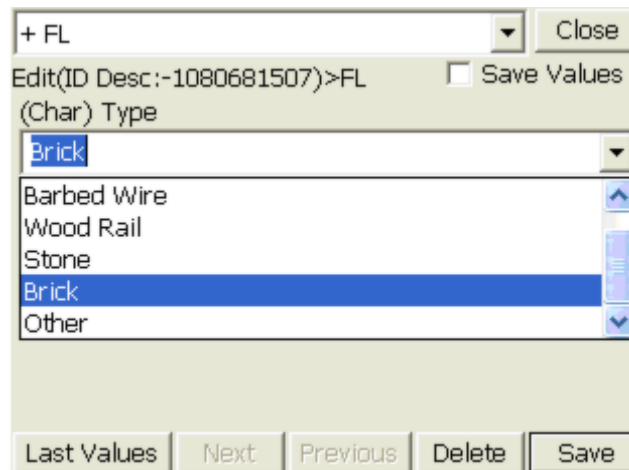 + FL
Close
Edit(ID Desc:-1080681507)>FL
Save Values
(Char) Type
Brick
Barbed Wire
Wood Rail
Stone
Brick
Other
Last Values
Next
Previous
Delete
Save